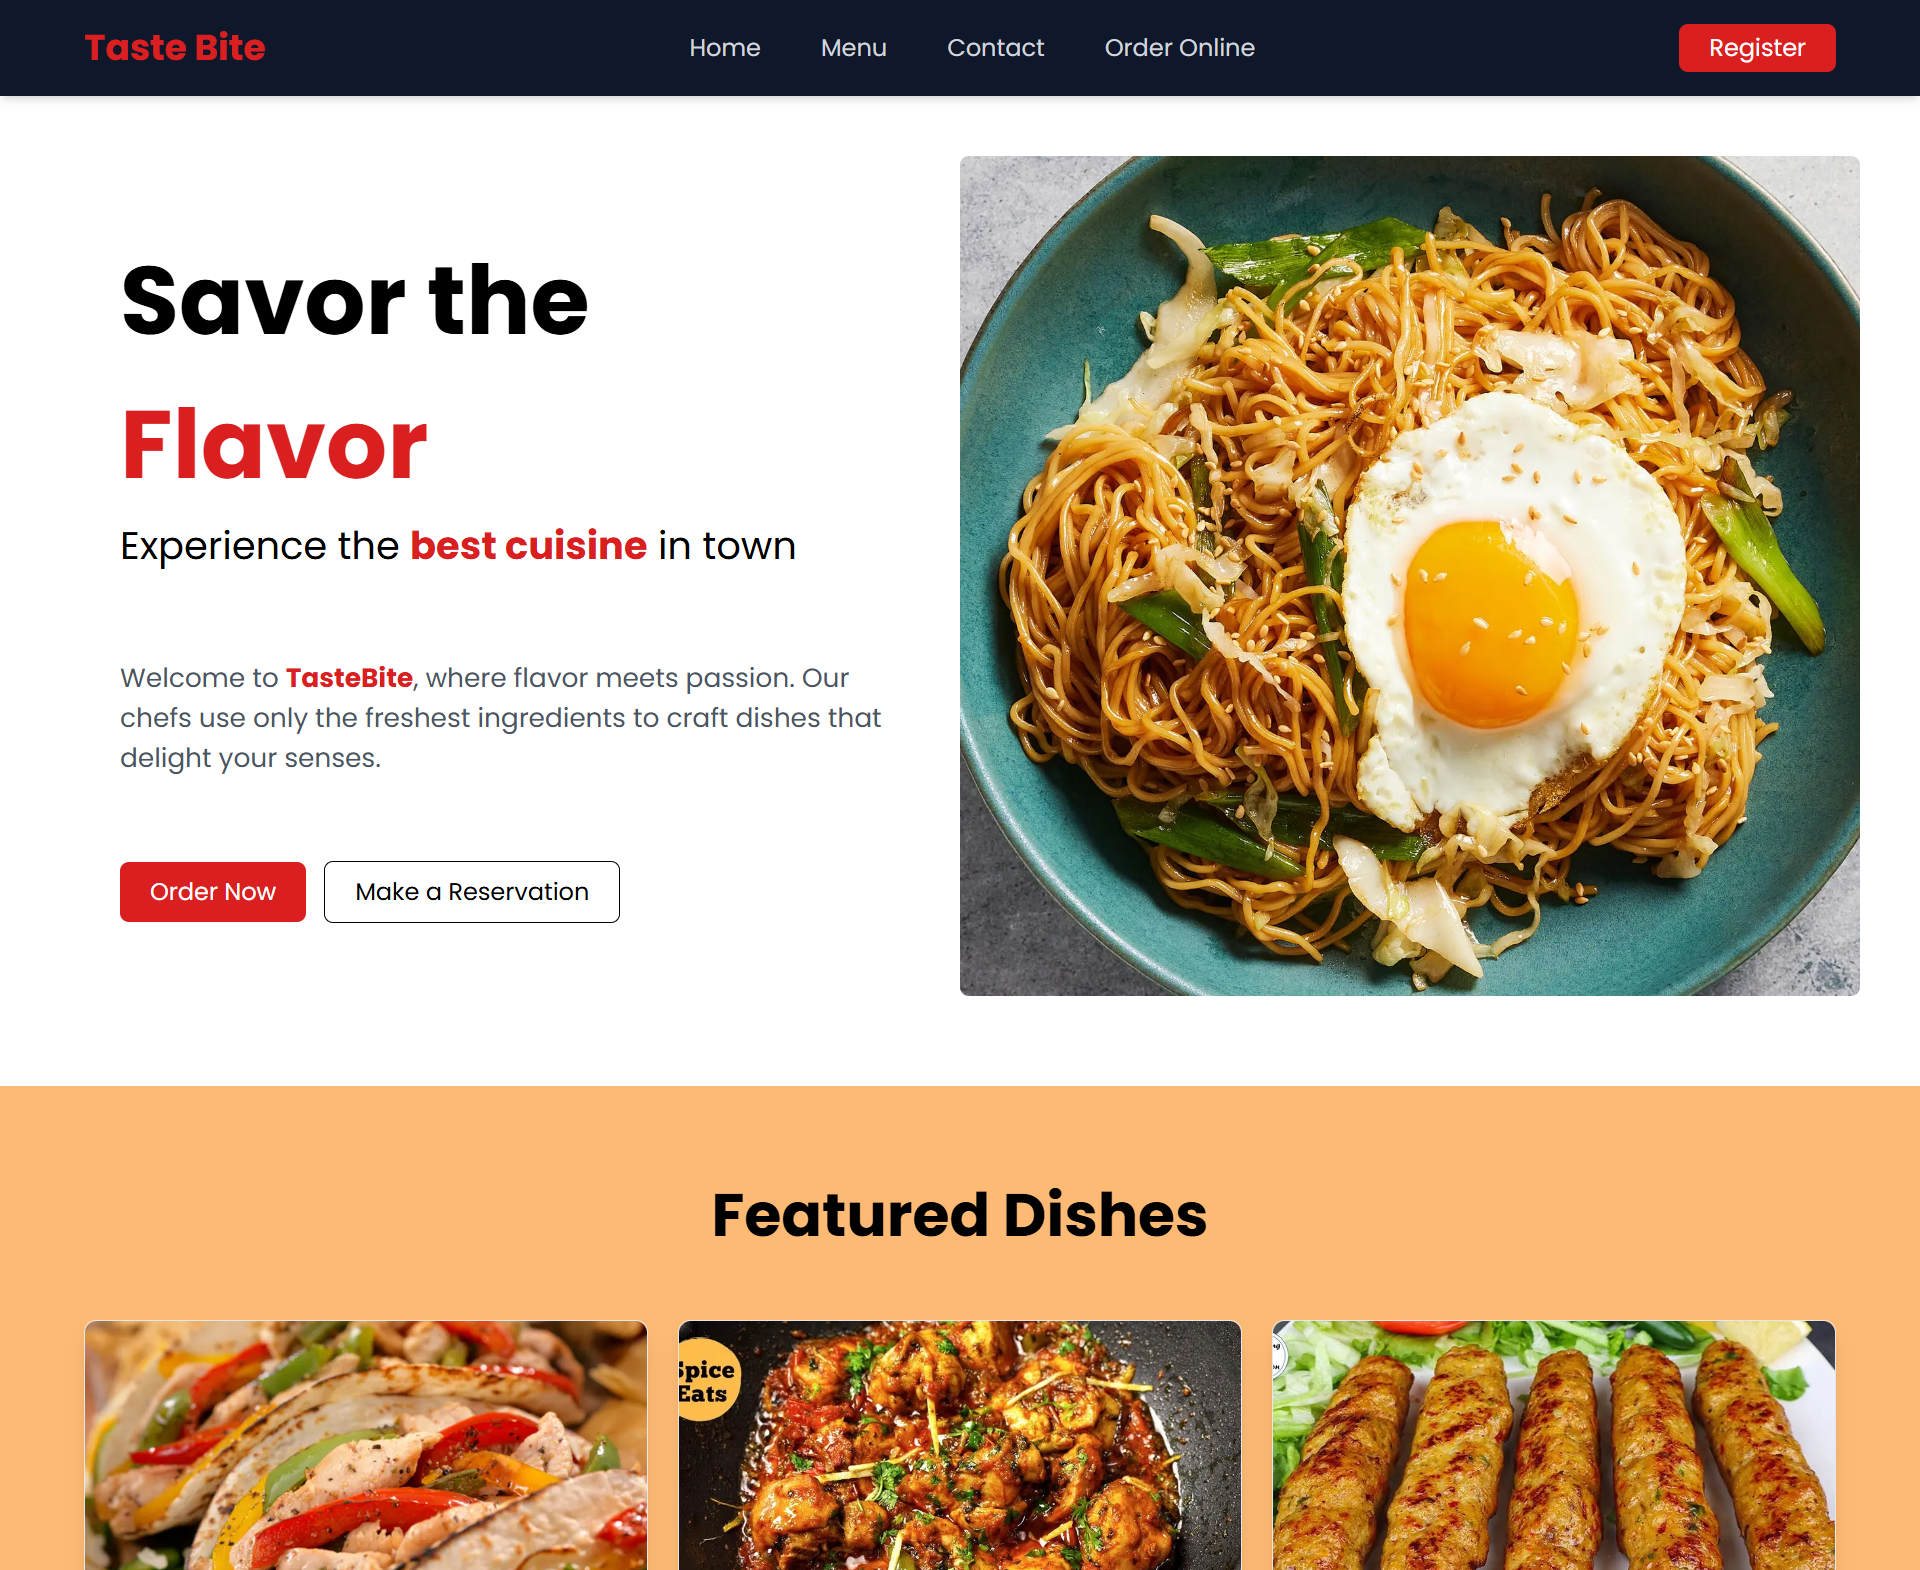 Taste Bite
Home
Menu
Contact
Order Online
Register
Savor the
Flavor
Experience the best cuisine in town
Welcome to TasteBite, where flavor meets passion. Our
chefs use only the freshest ingredients to craft dishes that
delight your senses.
Order Now
Make a Reservation
Featured Dishes
Spice
Eats